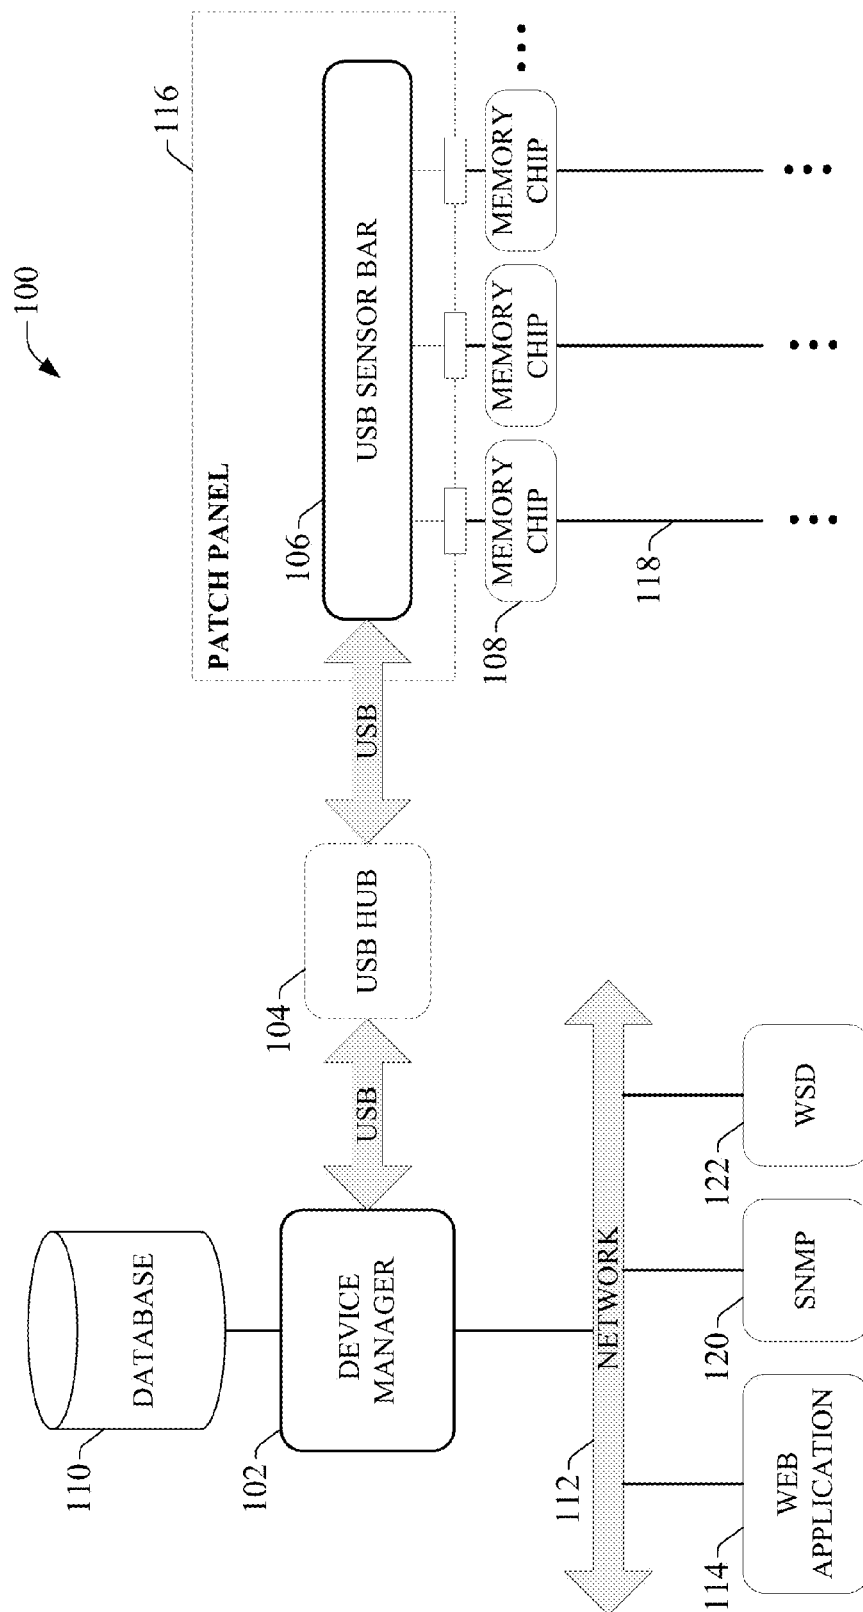 100
116
PATCH PANEL
106
USB SENSOR BAR
USB
USB
104
USB HUB
110
DATABASE
102
DEVICE
MANAGER
108
MEMORY
CHIP
MEMORY
CHIP
MEMORY
CHIP
118
112
NETWORK
114
WEB
APPLICATION
120
SNMP
122
WSD